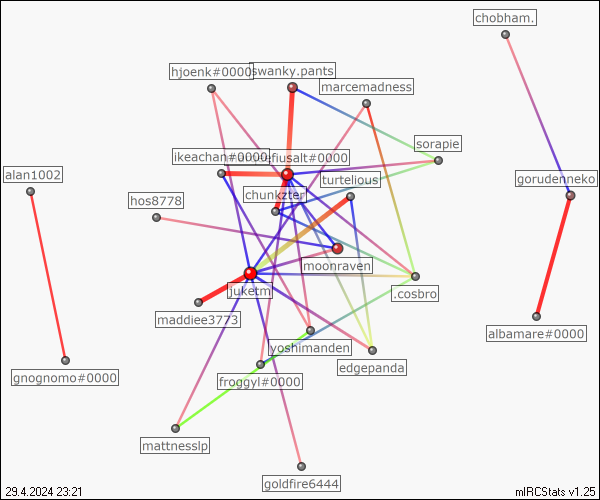 chobham.
hjoenk#0000
swanky.pants
marcemadness
sorapie
ikeachan#0000
efiusalt#0000
alan1002
turtelious
gorudenneko
chunkzter
hos8778
moonraven
juketm
.cosbro
maddiee3773
albamare#0000
yoshimanden
edgepanda
gnognomo#0000
froggyl#0000
mattnesslp
goldfire6444
29.4.2024 23:21
mIRCStats v1.25